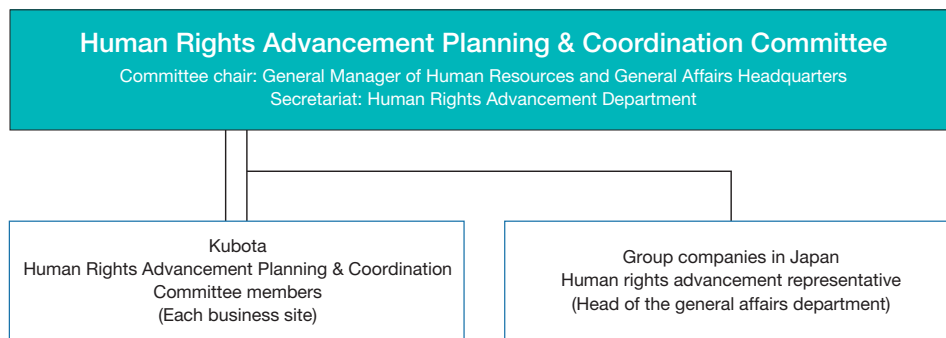 Human Rights Advancement Planning & Coordination Committee
Committee chair: General Manager of Human Resources and General Affairs Headquarters
Secretariat: Human Rights Advancement Department
Kubota
Human Rights Advancement Planning & Coordination
Committee members
(Each business site)
Group companies in Japan
Human rights advancement representative
(Head of the general affairs department)